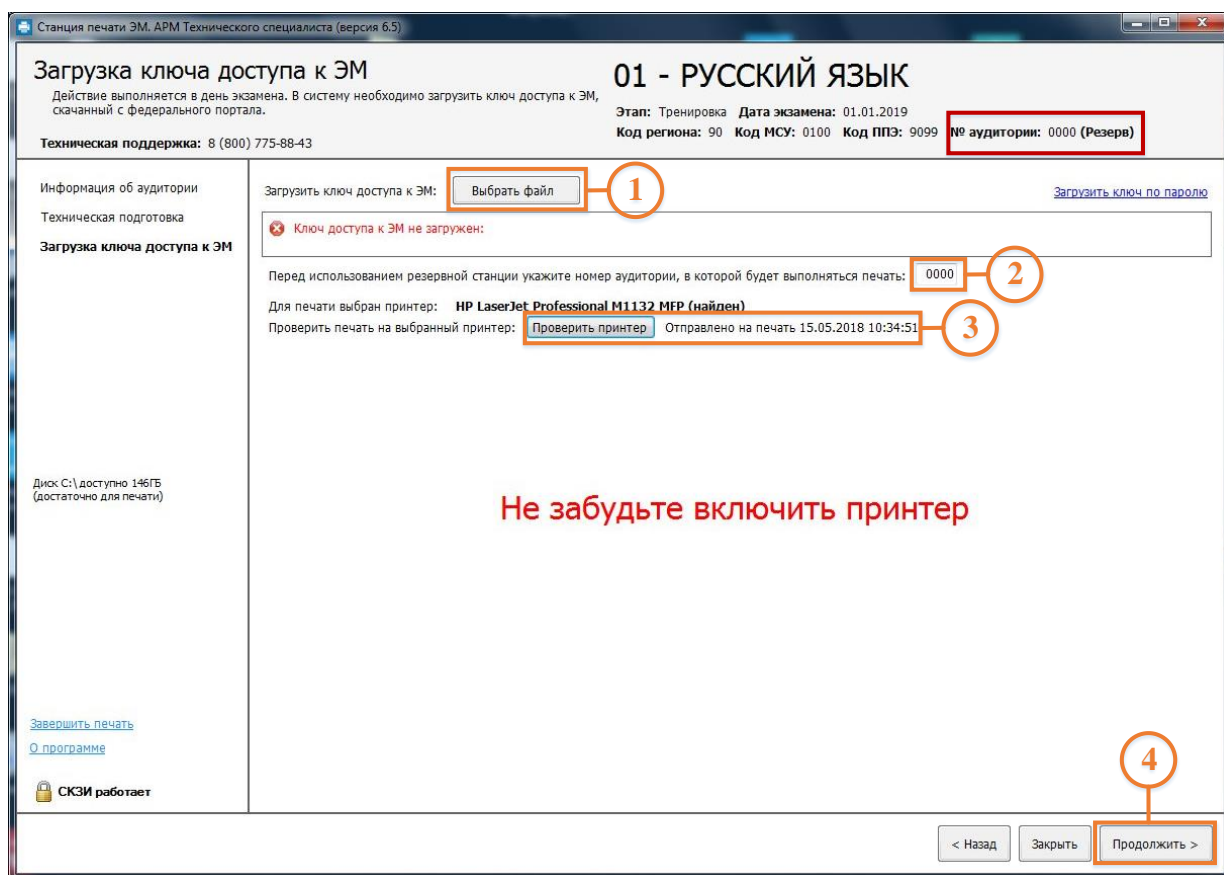 Станция печати ЭМ. АРМ Технического специалиста (версия 6.5)
Загрузка ключа доступа к ЭМ
Действие выполняется в день экзамена. В систему необходимо загрузить ключ доступа к ЭМ,
скачанный с федерального портала.
Техническая поддержка: 8 (800) 775-88-43
01 - РУССКИЙ ЯЗЫК
Этап: Тренировка Дата экзамена: 01.01.2019
Код региона: 90 Код МСУ: 0100 Код ППЭ: 9099 № аудитории: 0000 (Резерв)
Информация об аудитории
Техническая подготовка
Загрузка ключа доступа к ЭМ
Загрузить ключ доступа к ЭМ: Выбрать файл 1 Загрузить ключ по паролю
Ключ доступа к ЭМ не загружен:
Перед использованием резервной станции укажите номер аудитории, в которой будет выполняться печать: 0000 2
Для печати выбран принтер: HP LaserJet Professional M1132 MFP (найден)
Проверить печать на выбранный принтер: Проверить принтер Отправлено на печать 15.05.2018 10:34:51 3
Диск C:\ доступно 146ГБ
(достаточно для печати)
Не забудьте включить принтер
Завершить печать
О программе
СКЗИ работает
4
< Назад Закрыть Продолжить >